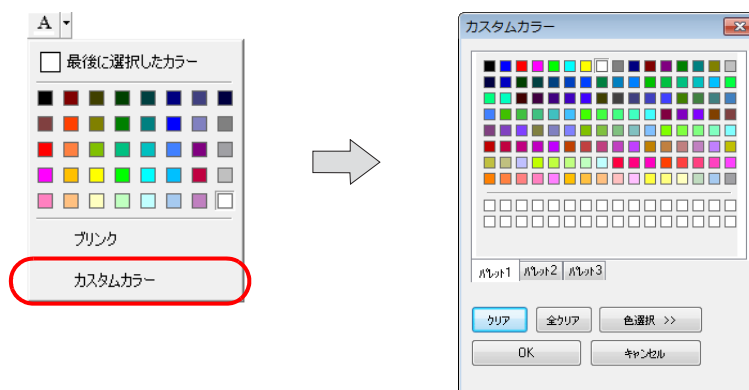 A
最後に選択したカラー
ブリンク
カスタムカラー
カスタムカラー
パレット1 パレット2 パレット3
クリア 全クリア 色選択 >>
OK キャンセル